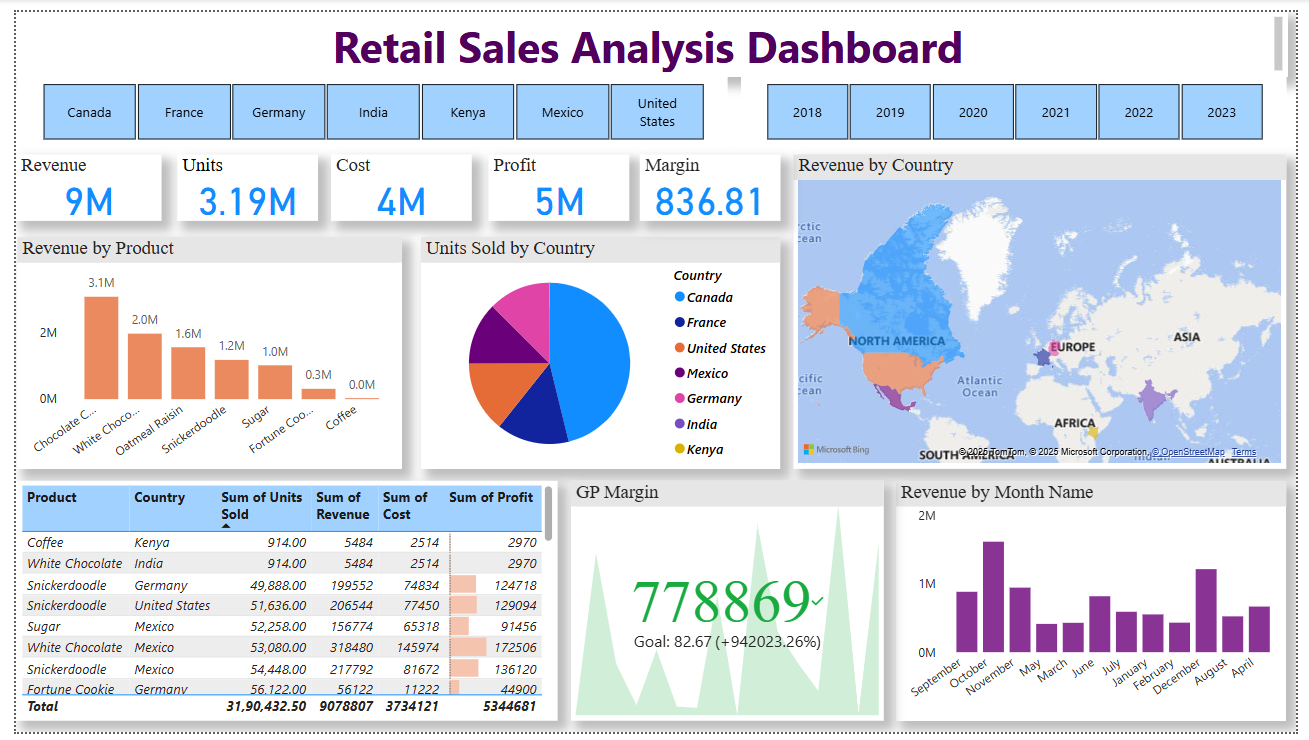 Retail Sales Analysis Dashboard
Canada France Germany India Kenya Mexico United States
2018 2019 2020 2021 2022 2023
Revenue
9M
Units
3.19M
Cost
4M
Profit
5M
Margin
836.81
Revenue by Country
NORTH AMERICA
EUROPE
ASIA
Atlantic
Ocean
AFRICA
SOUTH AMERICA
AUSTRALIA
Microsoft Bing
© 2025 TomTom, © 2025 Microsoft Corporation, © OpenStreetMap Terms
Revenue by Product
3.1M
2.0M
1.6M
1.2M
1.0M
0.3M
0.0M
2M
0M
Chocolate C...
White Choco...
Oatmeal Raisin
Snickerdoodle
Sugar
Fortune Coo...
Coffee
Units Sold by Country
Country
Canada
France
United States
Mexico
Germany
India
Kenya
Product Country Sum of Units Sold Sum of Revenue Sum of Cost Sum of Profit
Coffee Kenya 914.00 5484 2514 2970
White Chocolate India 914.00 5484 2514 2970
Snickerdoodle Germany 49,888.00 199552 74834 124718
Snickerdoodle United States 51,636.00 206544 77450 129094
Sugar Mexico 52,258.00 156774 65318 91456
White Chocolate Mexico 53,080.00 318480 145974 172506
Snickerdoodle Mexico 54,448.00 217792 81672 136120
Fortune Cookie Germany 56,122.00 56122 11222 44900
Total 31,90,432.50 9078807 3734121 5344681
GP Margin
778869
Goal: 82.67 (+942023.26%)
Revenue by Month Name
2M
1M
0M
September
October
November
May
March
June
July
January
February
December
August
April